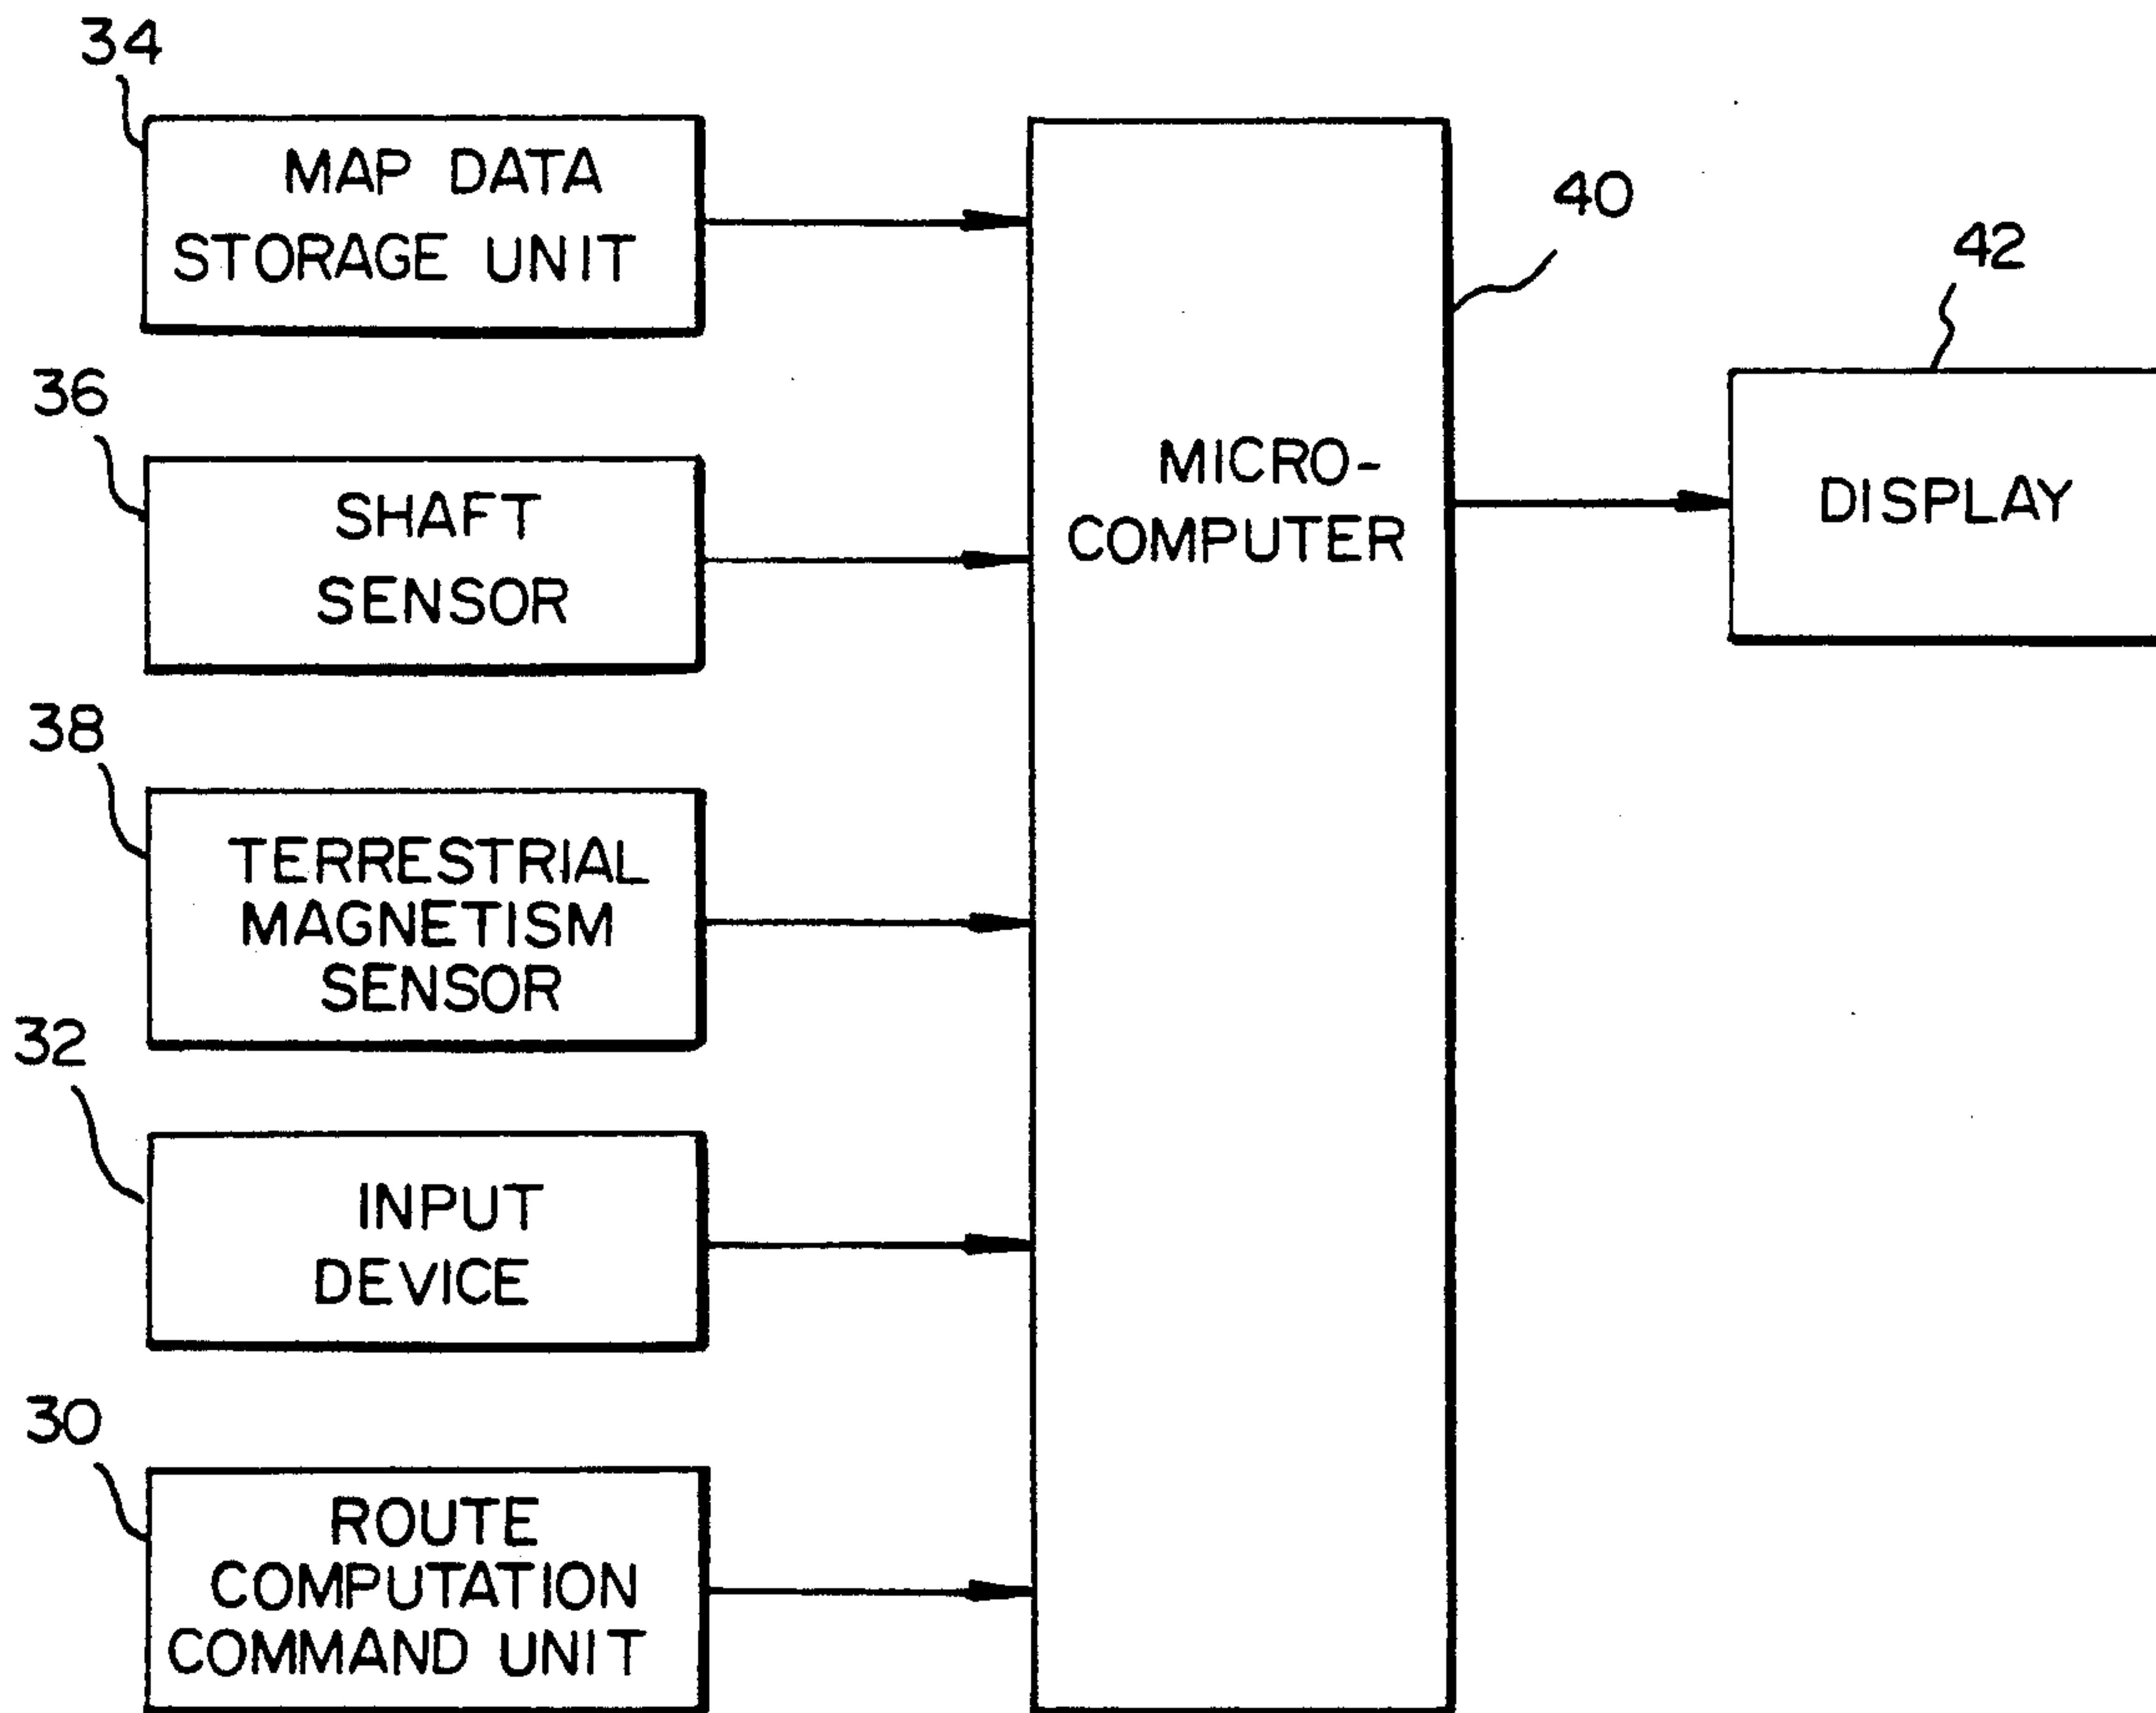 34
MAP DATA
STORAGE UNIT
36
SHAFT
SENSOR
38
TERRESTRIAL
MAGNETISM
SENSOR
32
INPUT
DEVICE
30
ROUTE
COMPUTATION
COMMAND UNIT
40
MICRO-
COMPUTER
42
DISPLAY